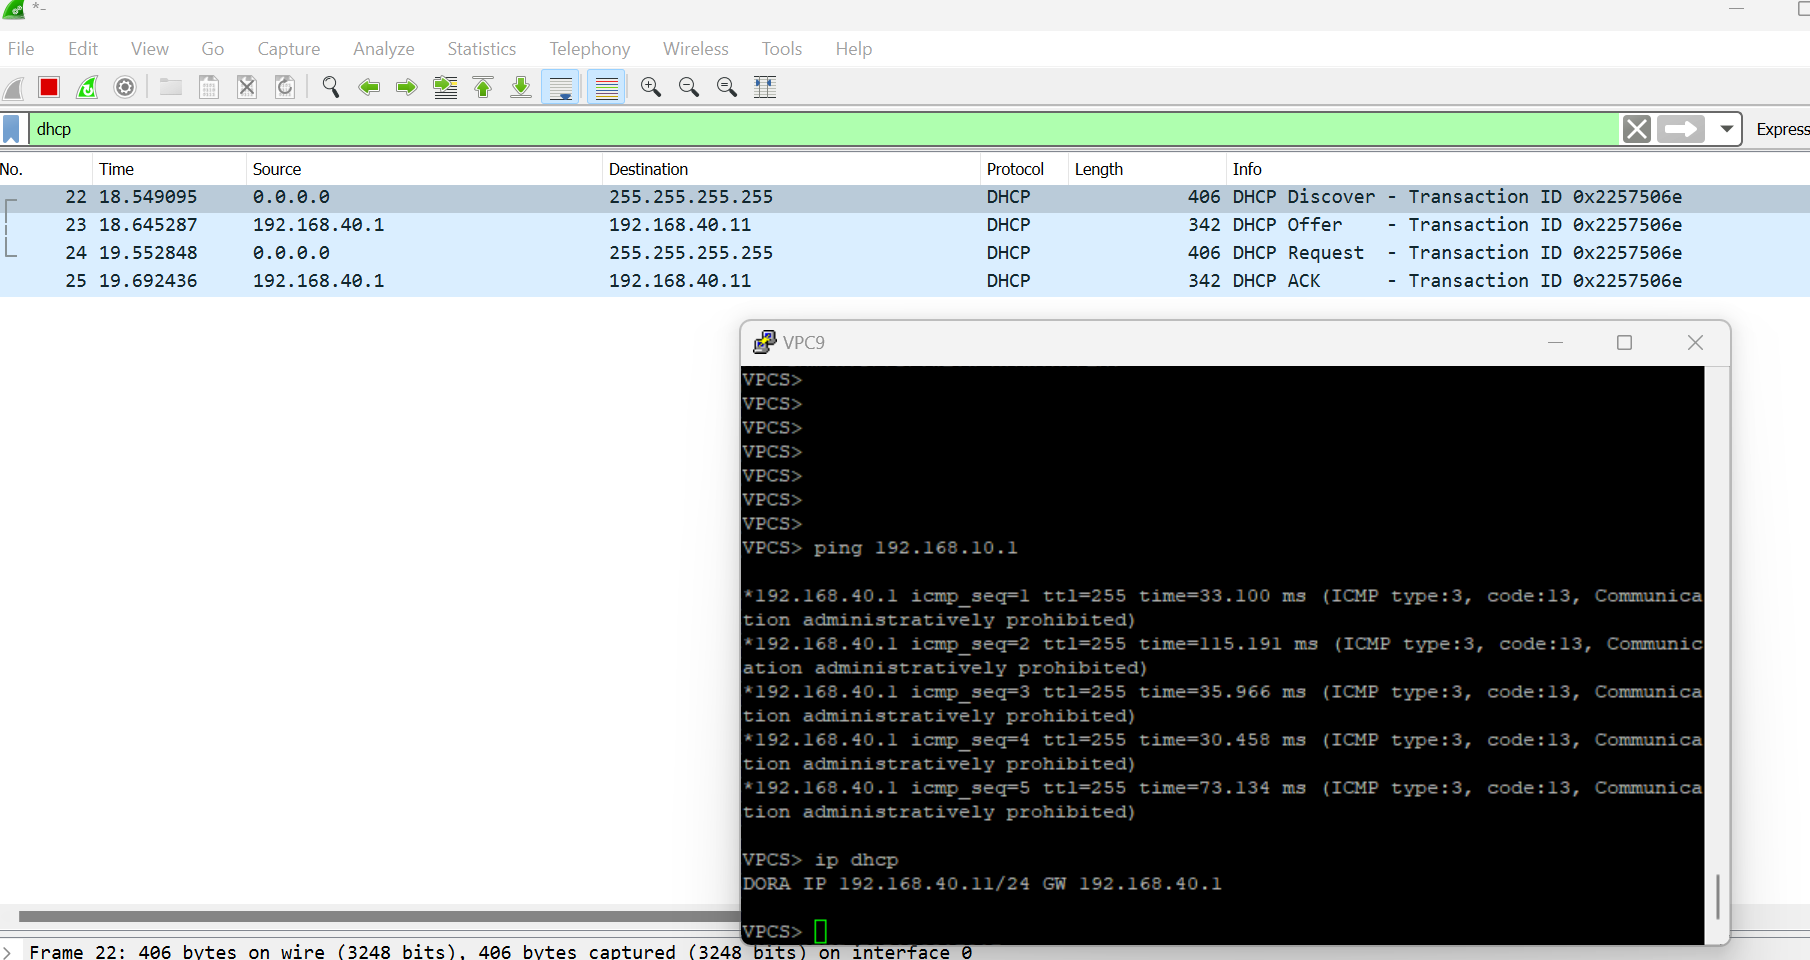 *-
File Edit View Go Capture Analyze Statistics Telephony Wireless Tools Help
dhcp
Express
No. Time Source Destination Protocol Length Info
22 18.549095 0.0.0.0 255.255.255.255 DHCP 406 DHCP Discover - Transaction ID 0x2257506e
23 18.645287 192.168.40.1 192.168.40.11 DHCP 342 DHCP Offer - Transaction ID 0x2257506e
24 19.552848 0.0.0.0 255.255.255.255 DHCP 406 DHCP Request - Transaction ID 0x2257506e
25 19.692436 192.168.40.1 192.168.40.11 DHCP 342 DHCP ACK - Transaction ID 0x2257506e
VPC9
VPCS>
VPCS>
VPCS>
VPCS>
VPCS>
VPCS>
VPCS>
VPCS> ping 192.168.10.1
*192.168.40.1 icmp_seq=1 ttl=255 time=33.100 ms (ICMP type:3, code:13, Communica
tion administratively prohibited)
*192.168.40.1 icmp_seq=2 ttl=255 time=115.191 ms (ICMP type:3, code:13, Communic
ation administratively prohibited)
*192.168.40.1 icmp_seq=3 ttl=255 time=35.966 ms (ICMP type:3, code:13, Communica
tion administratively prohibited)
*192.168.40.1 icmp_seq=4 ttl=255 time=30.458 ms (ICMP type:3, code:13, Communica
tion administratively prohibited)
*192.168.40.1 icmp_seq=5 ttl=255 time=73.134 ms (ICMP type:3, code:13, Communica
tion administratively prohibited)
VPCS> ip dhcp
DORA IP 192.168.40.11/24 GW 192.168.40.1
VPCS>
Frame 22: 406 bytes on wire (3248 bits), 406 bytes captured (3248 bits) on interface 0